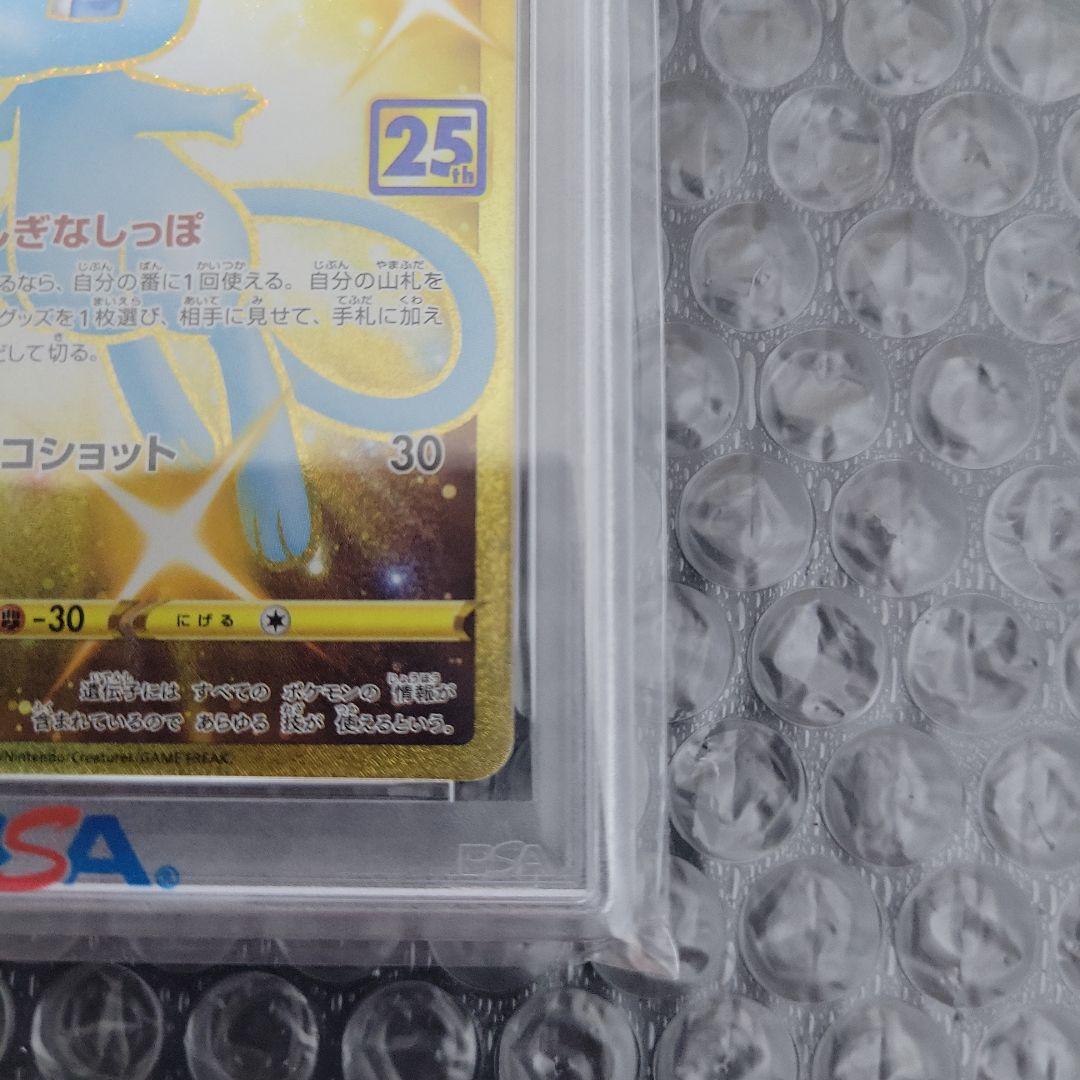 25th
ぎなしっぽ
るなら、自分の番に1回使える。自分の山札を
グッズを1枚選び、相手に見せて、手札に加え
して切る。
コショット 30
-30 にげる
遺伝子には すべての ポケモンの 情報が
含まれているので あらゆる 技が 使えるという。
Nintendo/Creatures/GAME FREAK.
PSA®
PSA